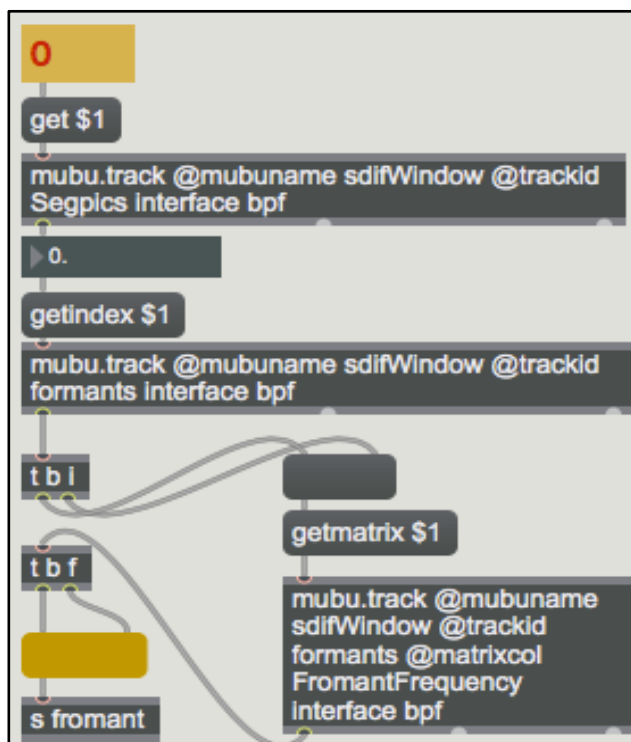 0
get $1
mubu.track @mubuname sdifWindow @trackid
Segpics interface bpf
0.
getindex $1
mubu.track @mubuname sdifWindow @trackid
formants interface bpf
t b i
getmatrix $1
t b f
mubu.track @mubuname
sdifWindow @trackid
formants @matrixcol
FromantFrequency
interface bpf
s fromant